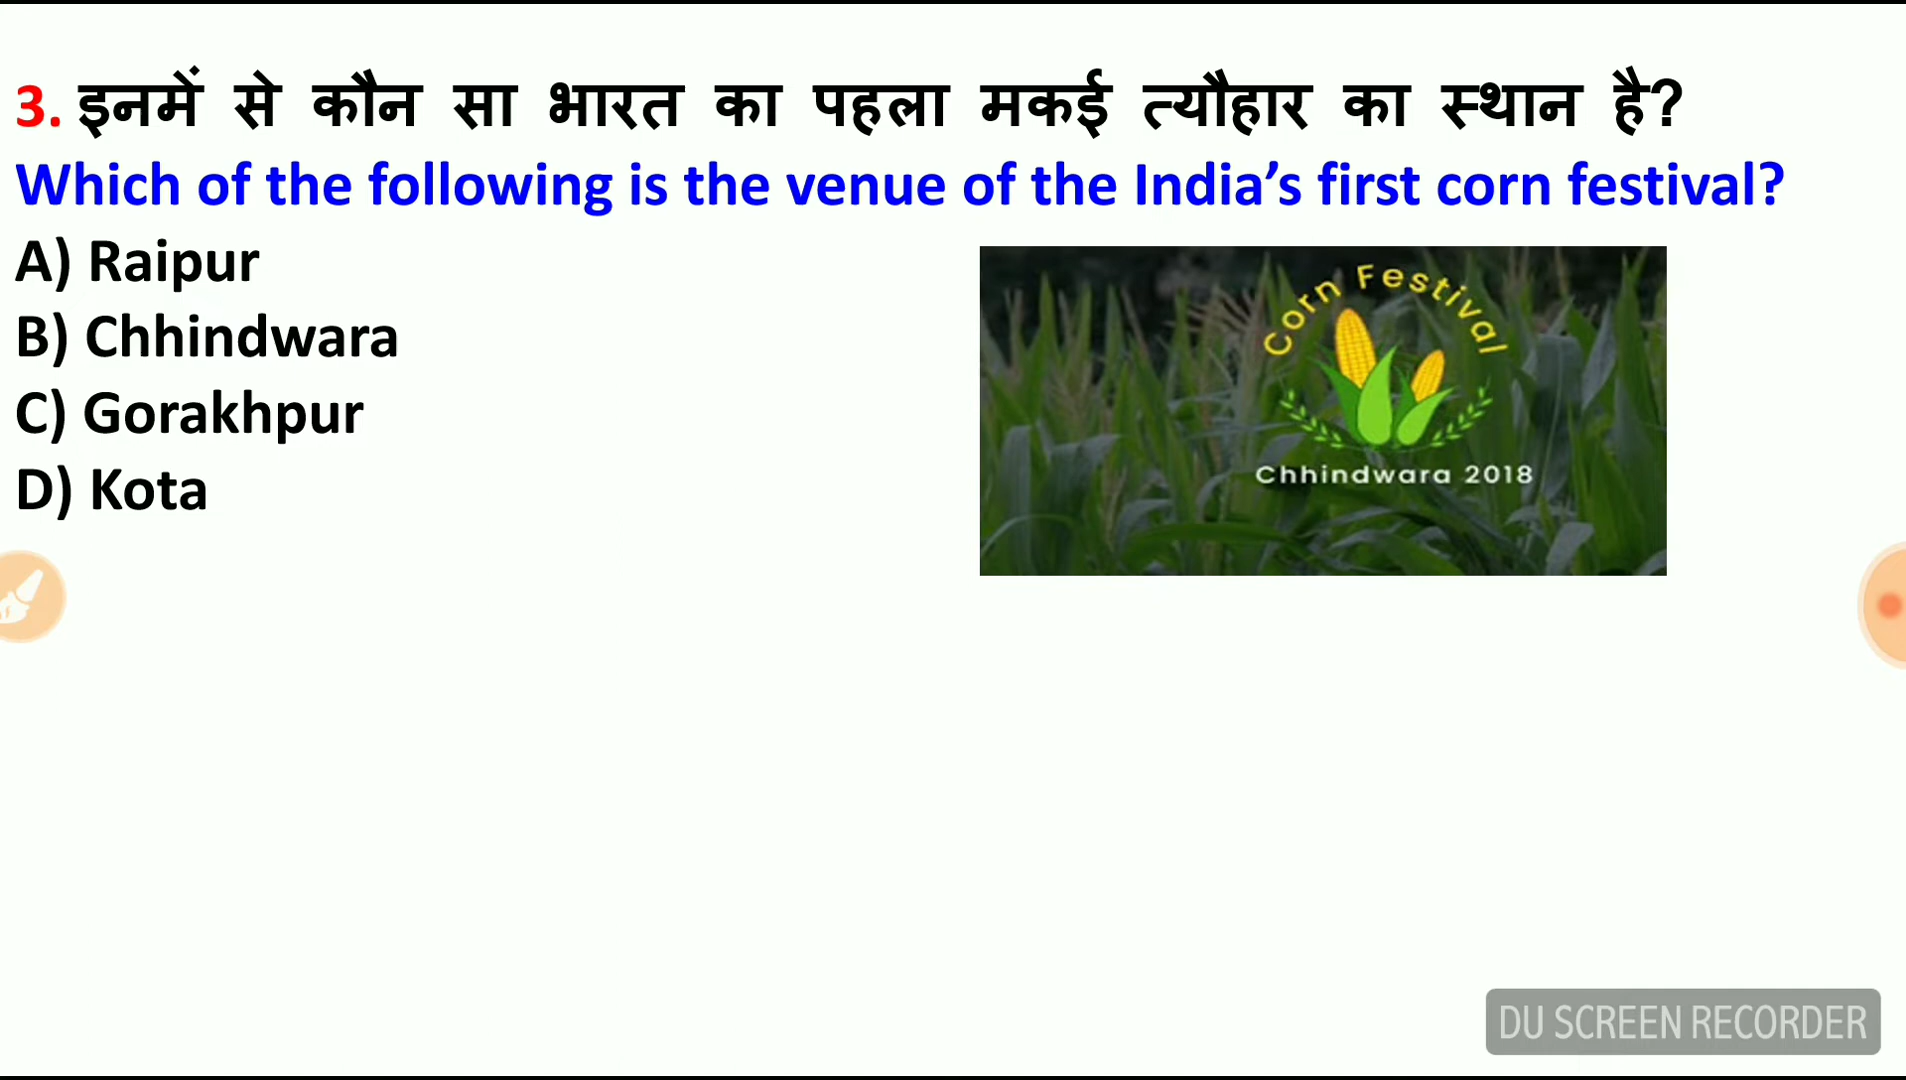 3. इनमें से कौन सा भारत का पहला मकई त्यौहार का स्थान है?
Which of the following is the venue of the India’s first corn festival?
A) Raipur
B) Chhindwara
C) Gorakhpur
D) Kota
Corn Festival
Chhindwara 2018
DU SCREEN RECORDER